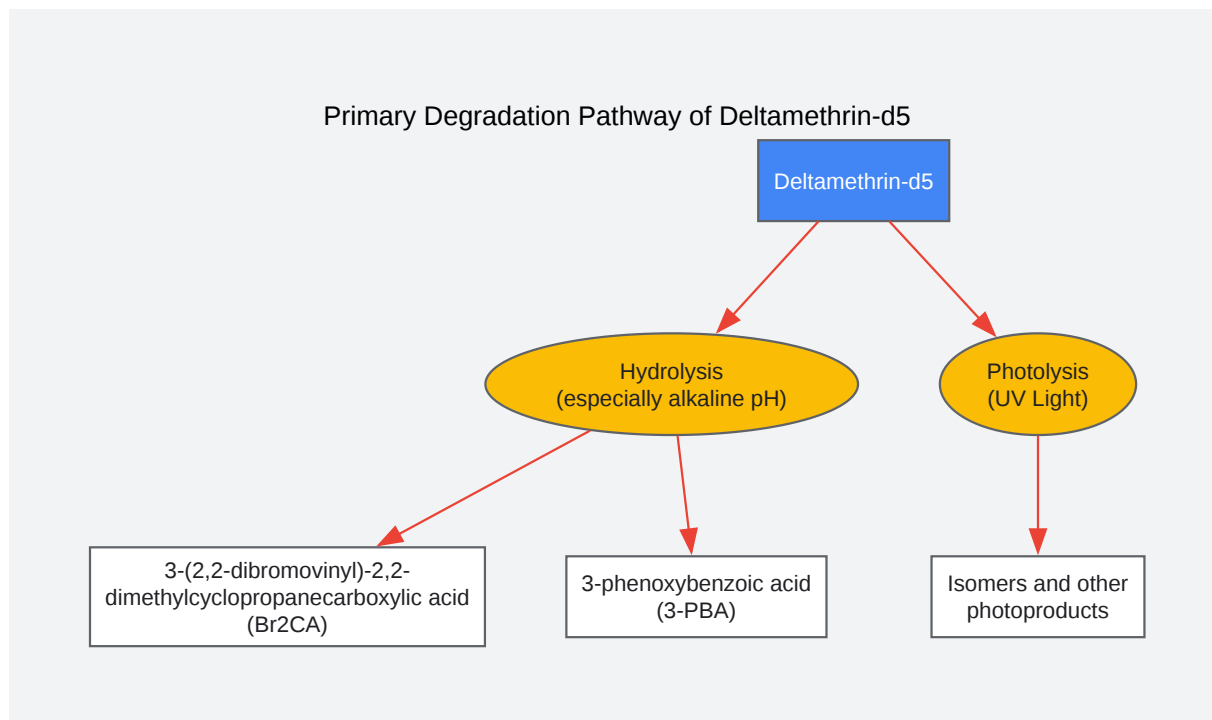 Primary Degradation Pathway of Deltamethrin-d5
Deltamethrin-d5
Hydrolysis
(especially alkaline pH)
Photolysis
(UV Light)
3-(2,2-dibromovinyl)-2,2-
dimethylcyclopropanecarboxylic acid
(Br2CA)
3-phenoxybenzoic acid
(3-PBA)
Isomers and other
photoproducts